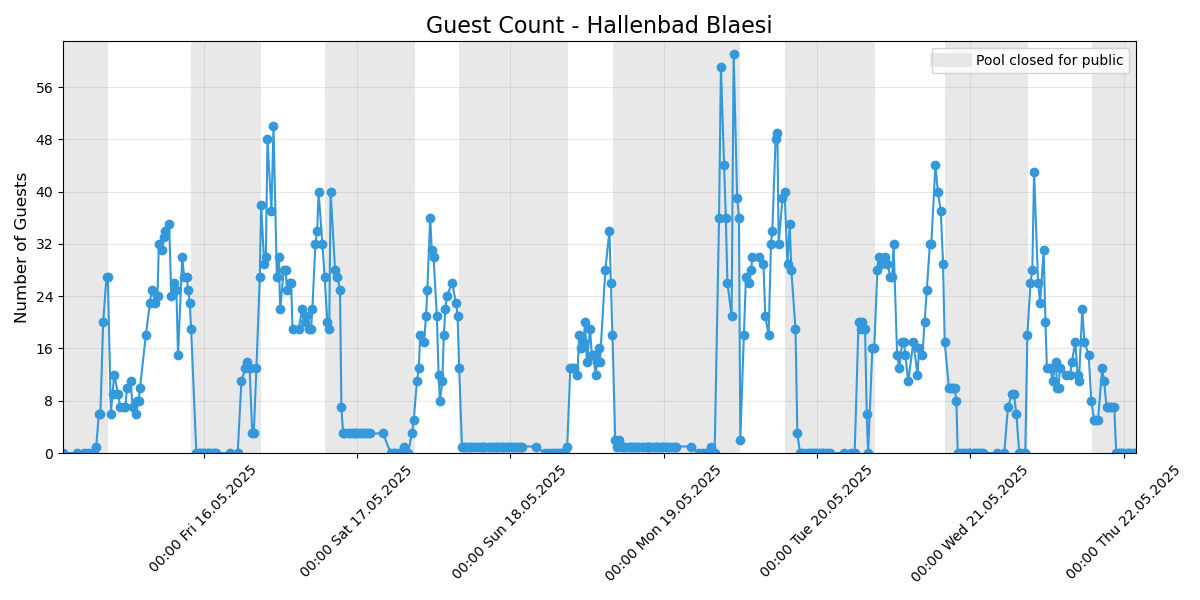 Guest Count - Hallenbad Blaesi
Pool closed for public
Number of Guests
56
48
40
32
24
16
8
0
00:00 Fri 16.05.2025
00:00 Sat 17.05.2025
00:00 Sun 18.05.2025
00:00 Mon 19.05.2025
00:00 Tue 20.05.2025
00:00 Wed 21.05.2025
00:00 Thu 22.05.2025